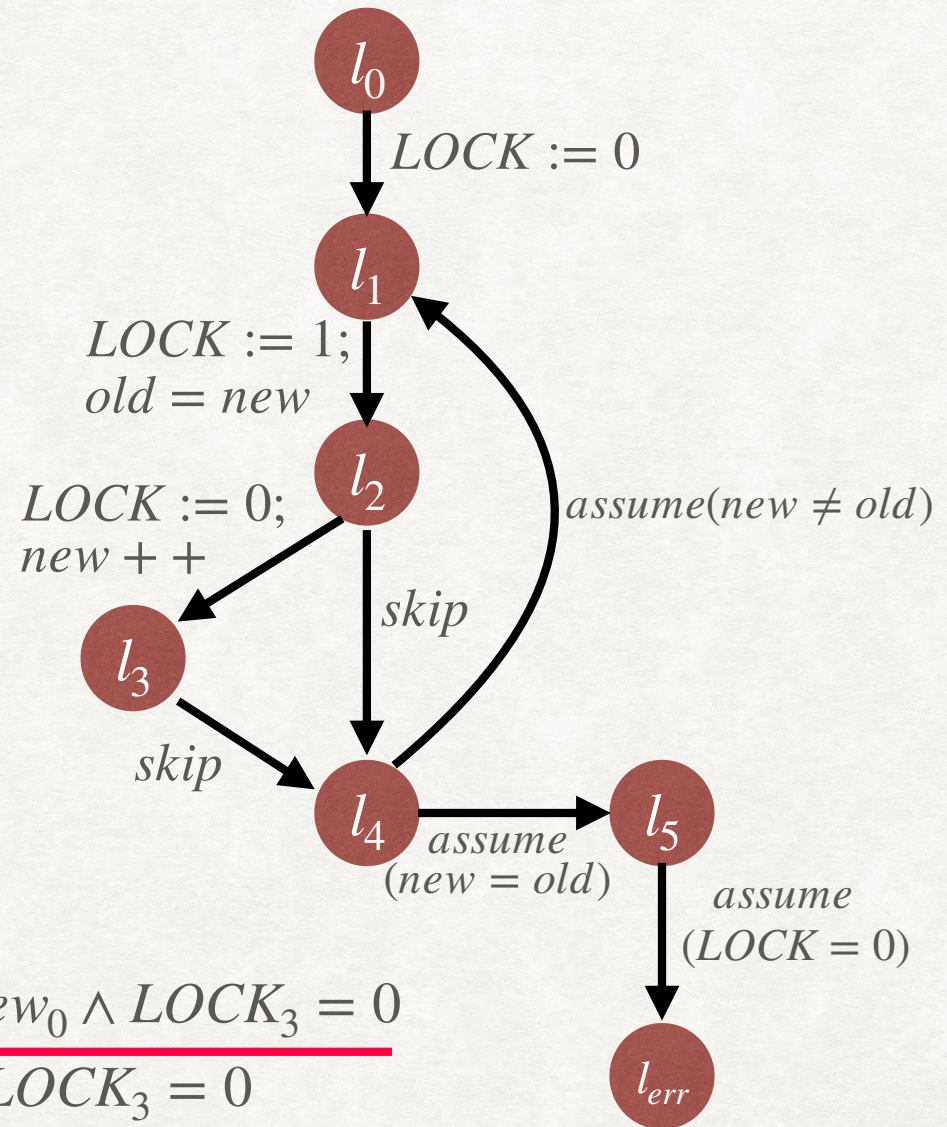 l₀
LOCK := 0
l₁
LOCK := 1;
old = new
l₂
LOCK := 0;
new + +
assume(new ≠ old)
skip
l₃
skip
l₄
l₅
assume
(new = old)
assume
(LOCK = 0)
ew₀ ∧ LOCK₃ = 0
LOCK₃ = 0
lₑᵣᵣ